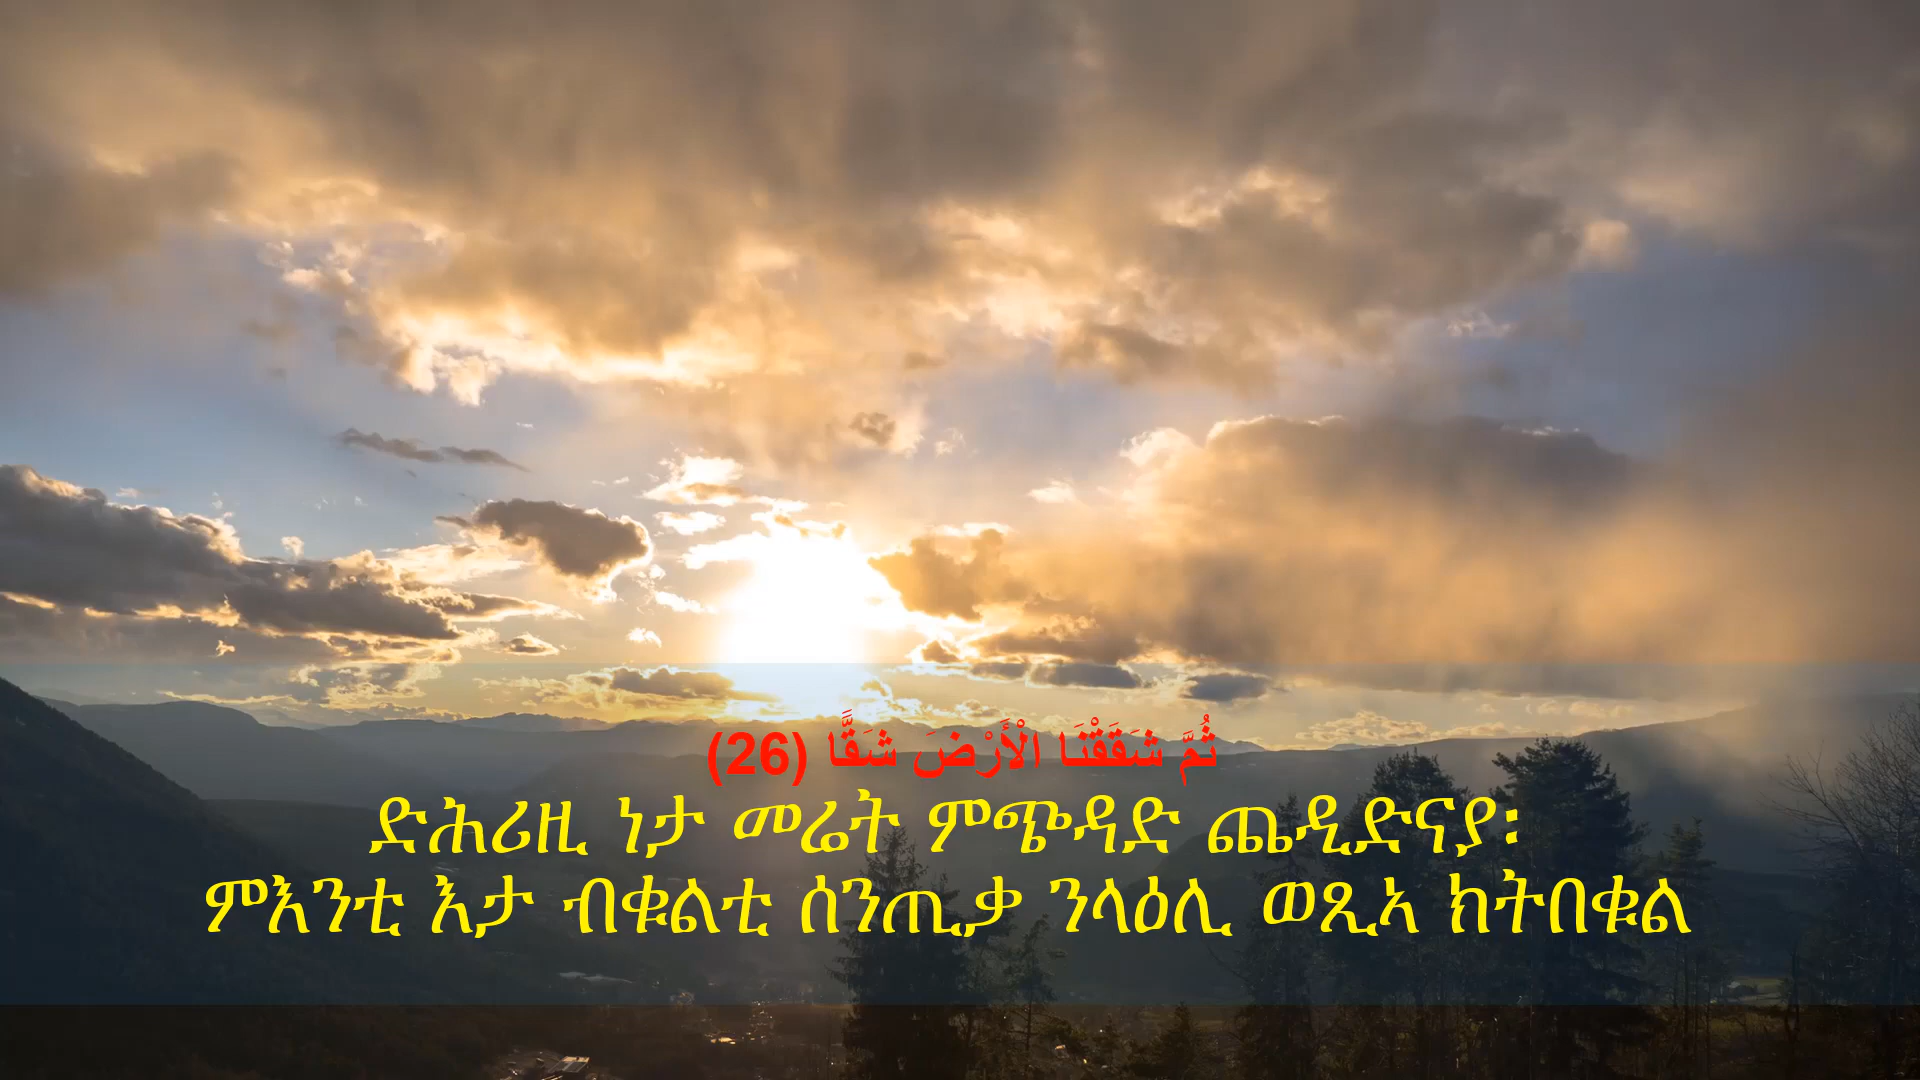 ثُمَّ شَقَقْنَا الْأَرْضَ شَقًّا (26)
ድሕሪዚ ነታ መሬት ምጭዳድ ጨዲድናያ፡
ምእንቲ እታ ብቁልቲ ሰንጢቃ ንላዕሊ ወጺኣ ክትበቁል